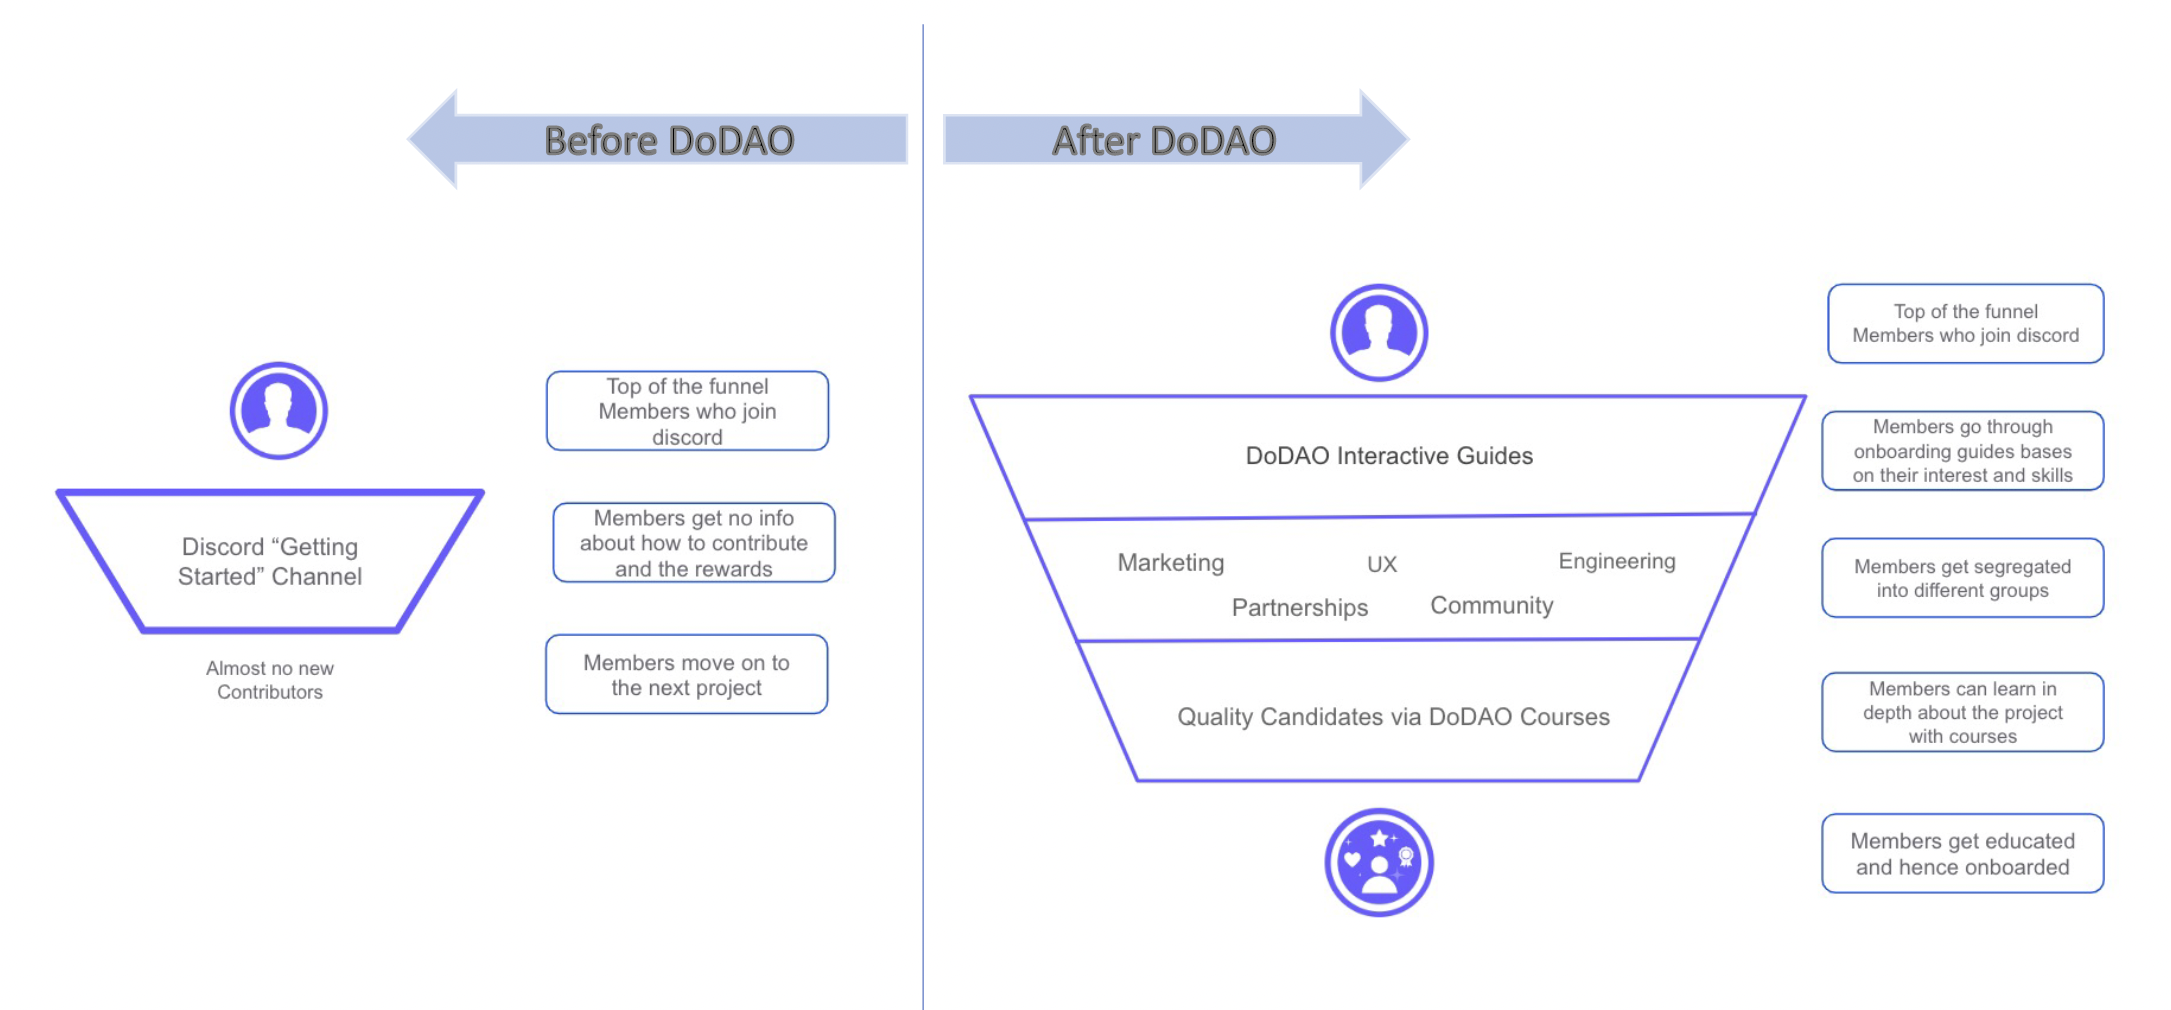 Before DoDAO
After DoDAO
Discord “Getting
Started” Channel
Almost no new
Contributors
Top of the funnel
Members who join
discord
Members get no info
about how to contribute
and the rewards
Members move on to
the next project
DoDAO Interactive Guides
Marketing UX Engineering
Partnerships Community
Quality Candidates via DoDAO Courses
Top of the funnel
Members who join discord
Members go through
onboarding guides bases
on their interest and skills
Members get segregated
into different groups
Members can learn in
depth about the project
with courses
Members get educated
and hence onboarded